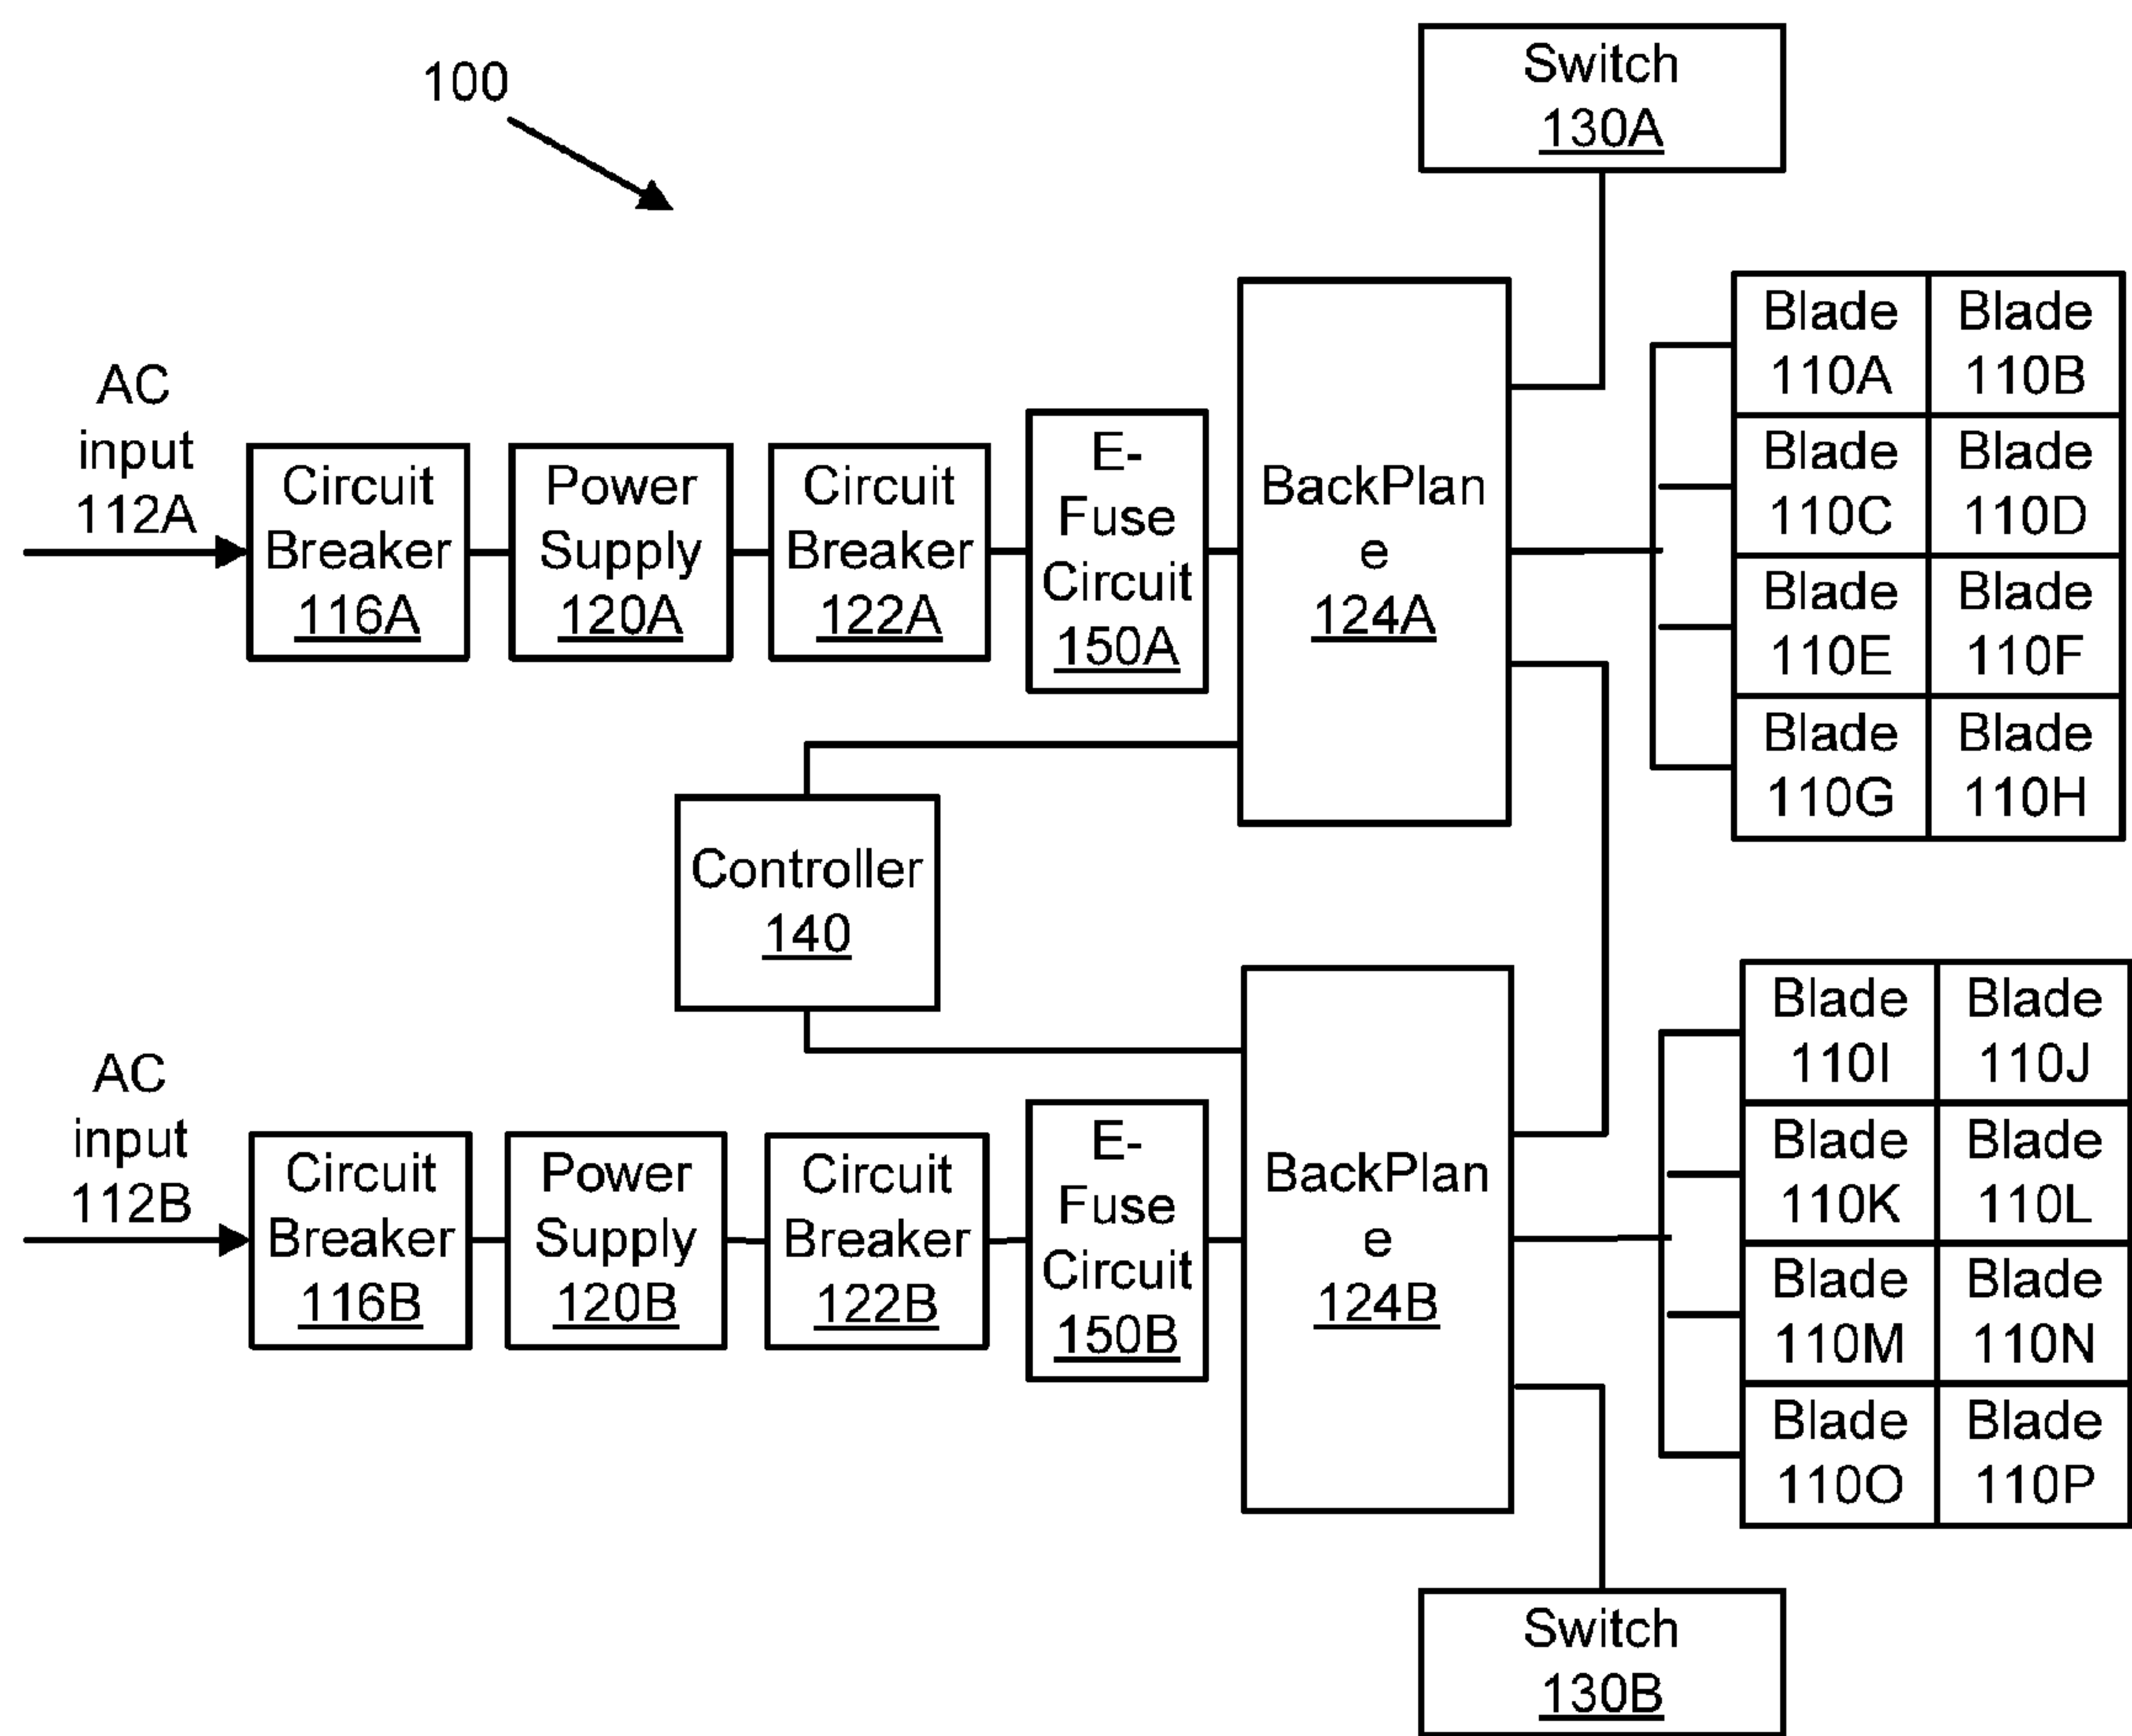 100
Switch
130A
AC
input
112A
Circuit
Breaker
116A
Power
Supply
120A
Circuit
Breaker
122A
E-
Fuse
Circuit
150A
BackPlan
e
124A
Blade
110A
Blade
110B
Blade
110C
Blade
110D
Blade
110E
Blade
110F
Blade
110G
Blade
110H
Controller
140
AC
input
112B
Circuit
Breaker
116B
Power
Supply
120B
Circuit
Breaker
122B
E-
Fuse
Circuit
150B
BackPlan
e
124B
Blade
110I
Blade
110J
Blade
110K
Blade
110L
Blade
110M
Blade
110N
Blade
110O
Blade
110P
Switch
130B